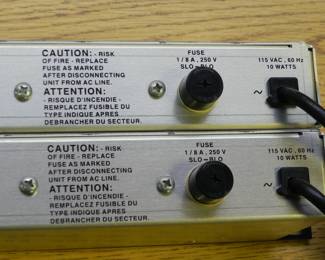 CAUTION: - RISK
OF FIRE - REPLACE
FUSE AS MARKED
AFTER DISCONNECTING
UNIT FROM AC LINE.
ATTENTION:
- RISQUE D'INCENDIE -
REMPLACEZ FUSIBLE DU
TYPE INDIQUE APRES
DEBRANCHER DU SECTEUR.
FUSE
1/8 A, 250 V
SLO-BLO
115 VAC, 60 Hz
10 WATTS
~
CAUTION: - RISK
OF FIRE - REPLACE
FUSE AS MARKED
AFTER DISCONNECTING
UNIT FROM AC LINE.
ATTENTION:
- RISQUE D'INCENDIE -
REMPLACEZ FUSIBLE DU
TYPE INDIQUE APRES
DEBRANCHER DU SECTEUR.
FUSE
1/8 A, 250 V
SLO-BLO
115 VAC, 60 Hz
10 WATTS
~